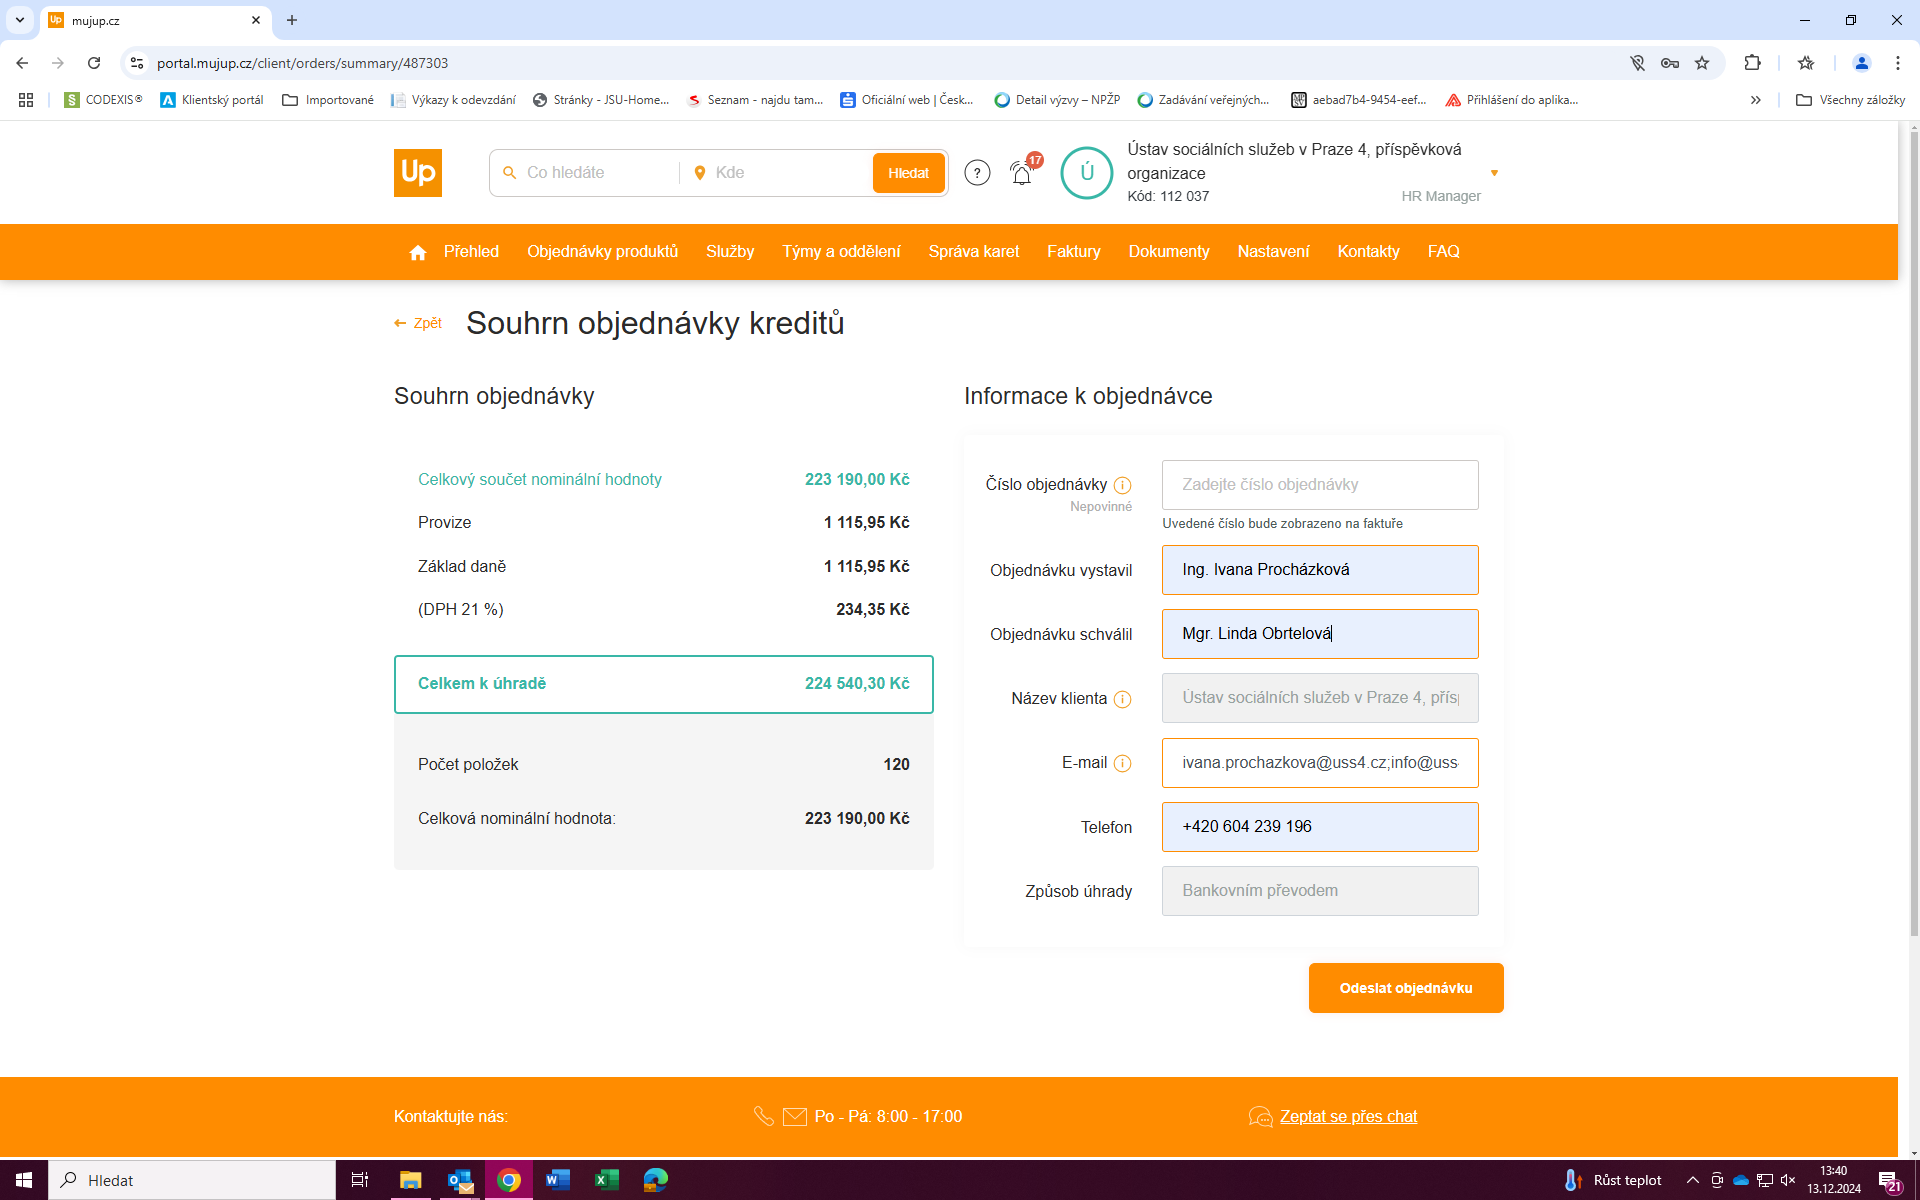 mujup.cz
portal.mujup.cz/client/orders/summary/487303
CODEXIS®
Klientský portál
Importované
Výkazy k odevzdání
Stránky - JSU-Home...
Seznam - najdu tam...
Oficiální web | Česk...
Detail výzvy – NPŽP
Zadávání veřejných...
aebad7b4-9454-eef...
Přihlášení do aplika...
Všechny záložky
Up
Co hledáte
Kde
Hledat
?
17
Ú
Ústav sociálních služeb v Praze 4, příspěvková
organizace
Kód: 112 037
HR Manager
Přehled
Objednávky produktů
Služby
Týmy a oddělení
Správa karet
Faktury
Dokumenty
Nastavení
Kontakty
FAQ
Zpět
Souhrn objednávky kreditů
Souhrn objednávky
Celkový součet nominální hodnoty 223 190,00 Kč
Provize 1 115,95 Kč
Základ daně 1 115,95 Kč
(DPH 21 %) 234,35 Kč
Celkem k úhradě 224 540,30 Kč
Počet položek 120
Celková nominální hodnota: 223 190,00 Kč
Informace k objednávce
Číslo objednávky
Nepovinné
Zadejte číslo objednávky
Uvedené číslo bude zobrazeno na faktuře
Objednávku vystavil Ing. Ivana Procházková
Objednávku schválil Mgr. Linda Obrtelová
Název klienta Ústav sociálních služeb v Praze 4, přísp
E-mail ivana.prochazkova@uss4.cz;info@uss
Telefon +420 604 239 196
Způsob úhrady Bankovním převodem
Odeslat objednávku
Kontaktujte nás:
Po - Pá: 8:00 - 17:00
Zeptat se přes chat
Hledat
Růst teplot
13:40
13.12.2024
21